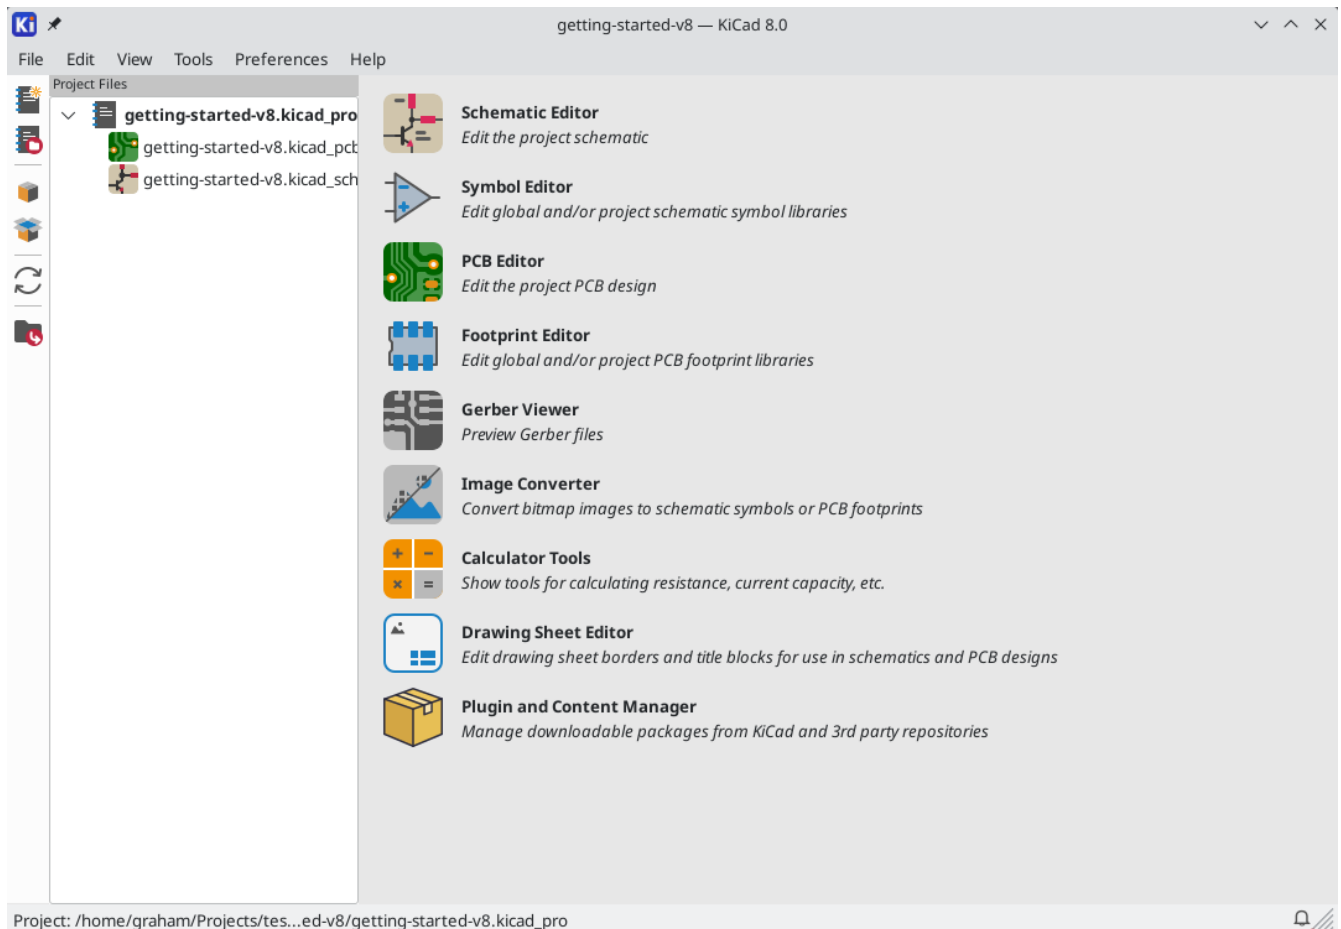 Ki
getting-started-v8 — KiCad 8.0
File Edit View Tools Preferences Help
Project Files
getting-started-v8.kicad_pro
getting-started-v8.kicad_pcb
getting-started-v8.kicad_sch
Schematic Editor
Edit the project schematic
Symbol Editor
Edit global and/or project schematic symbol libraries
PCB Editor
Edit the project PCB design
Footprint Editor
Edit global and/or project PCB footprint libraries
Gerber Viewer
Preview Gerber files
Image Converter
Convert bitmap images to schematic symbols or PCB footprints
Calculator Tools
Show tools for calculating resistance, current capacity, etc.
Drawing Sheet Editor
Edit drawing sheet borders and title blocks for use in schematics and PCB designs
Plugin and Content Manager
Manage downloadable packages from KiCad and 3rd party repositories
Project: /home/graham/Projects/tes...ed-v8/getting-started-v8.kicad_pro